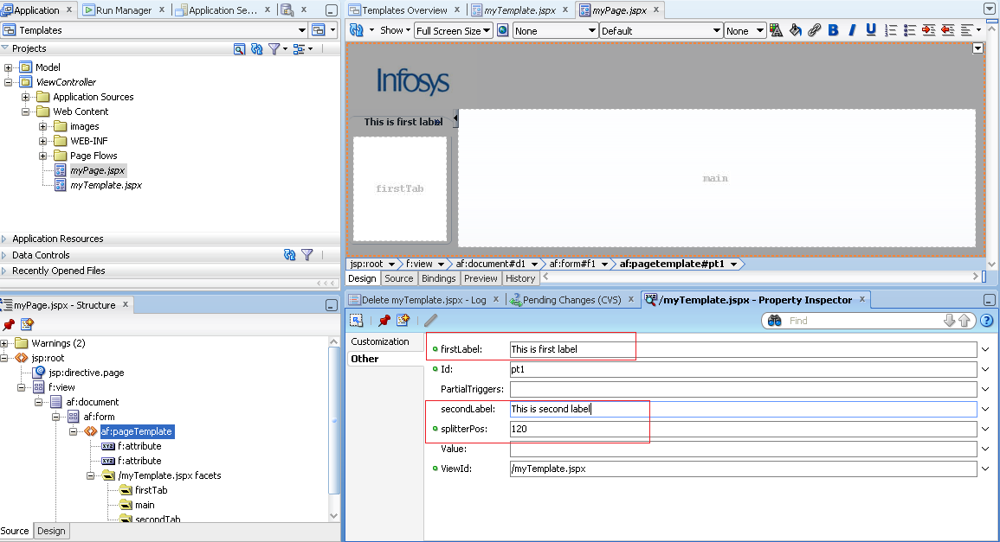 Application
Run Manager
Application Se...
Templates
Projects
Model
ViewController
Application Sources
Web Content
images
WEB-INF
Page Flows
myPage.jspx
myTemplate.jspx
Application Resources
Data Controls
Recently Opened Files
myPage.jspx - Structure
Warnings (2)
jsp:root
jsp:directive.page
f:view
af:document
af:form
af:pageTemplate
f:attribute
f:attribute
/myTemplate.jspx facets
firstTab
main
secondTab
Source Design
Templates Overview
myTemplate.jspx
myPage.jspx
Show Full Screen Size None Default None B I U
Infosys
This is first label
firstTab
main
jsp:root f:view af:document#d1 af:form#f1 af:pagetemplate#pt1
Design Source Bindings Preview History
Delete myTemplate.jspx - Log
Pending Changes (CVS)
/myTemplate.jspx - Property Inspector
Find
Customization
Other
firstLabel: This is first label
Id: pt1
PartialTriggers:
secondLabel: This is second label
splitterPos: 120
Value:
ViewId: /myTemplate.jspx